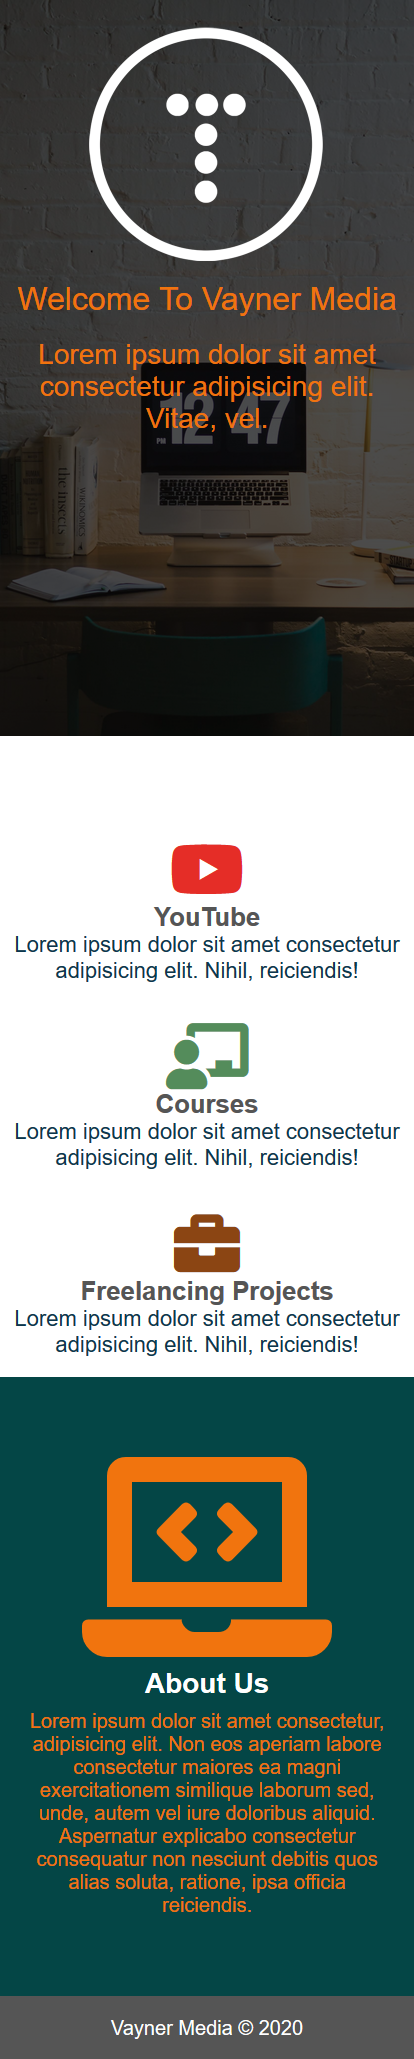 T
Welcome To Vayner Media
Lorem ipsum dolor sit amet
consectetur adipisicing elit.
Vitae, vel.
PM 12 47
the Insects
WIKINOMICS
YouTube
Lorem ipsum dolor sit amet consectetur
adipisicing elit. Nihil, reiciendis!
Courses
Lorem ipsum dolor sit amet consectetur
adipisicing elit. Nihil, reiciendis!
Freelancing Projects
Lorem ipsum dolor sit amet consectetur
adipisicing elit. Nihil, reiciendis!
About Us
Lorem ipsum dolor sit amet consectetur,
adipisicing elit. Non eos aperiam labore
consectetur maiores ea magni
exercitationem similique laborum sed,
unde, autem vel iure doloribus aliquid.
Aspernatur explicabo consectetur
consequatur non nesciunt debitis quos
alias soluta, ratione, ipsa officia
reiciendis.
Vayner Media © 2020